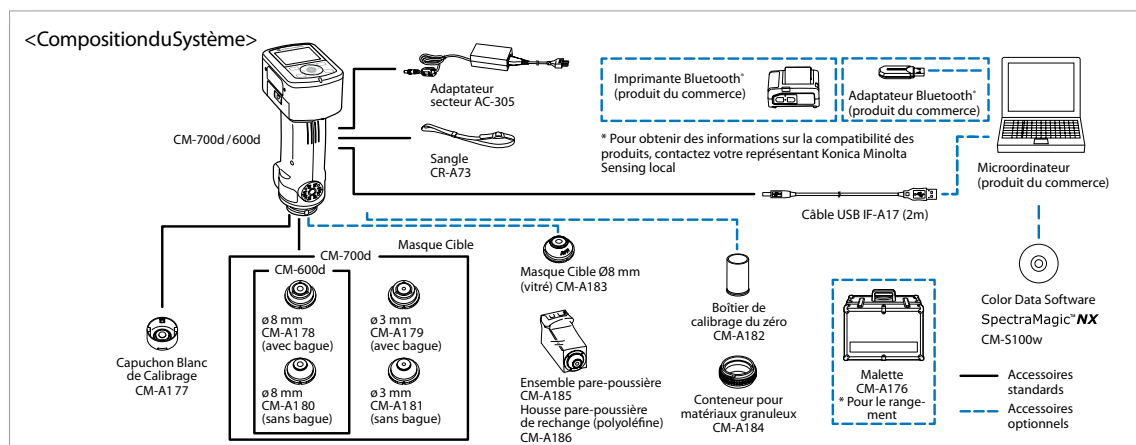 <CompositionduSystème>
CM-700d/600d
Adaptateur
secteur AC-305
Sangle
CR-A73
Imprimante Bluetooth*
(produit du commerce)
Adaptateur Bluetooth*
(produit du commerce)
* Pour obtenir des informations sur la compatibilité des
produits, contactez votre représentant Konica Minolta
Sensing local
Microordinateur
(produit du commerce)
Câble USB IF-A17 (2m)
Capuchon Blanc
de Calibrage
CM-A177
Masque Cible
CM-700d
CM-600d
ø8 mm
CM-A178
(avec bague)
ø3 mm
CM-A179
(avec bague)
ø8 mm
CM-A180
(sans bague)
ø3 mm
CM-A181
(sans bague)
Masque Cible Ø8 mm
(vitré) CM-A183
Ensemble pare-poussière
CM-A185
Housse pare-poussière
de rechange (polyoléfine)
CM-A186
Boîtier de
calibrage du zéro
CM-A182
Conteneur pour
matériaux granuleux
CM-A184
Malette
CM-A176
* Pour le range-
ment
Color Data Software
SpectraMagic™ NX
CM-S100w
Accessoires
standards
Accessoires
optionnels